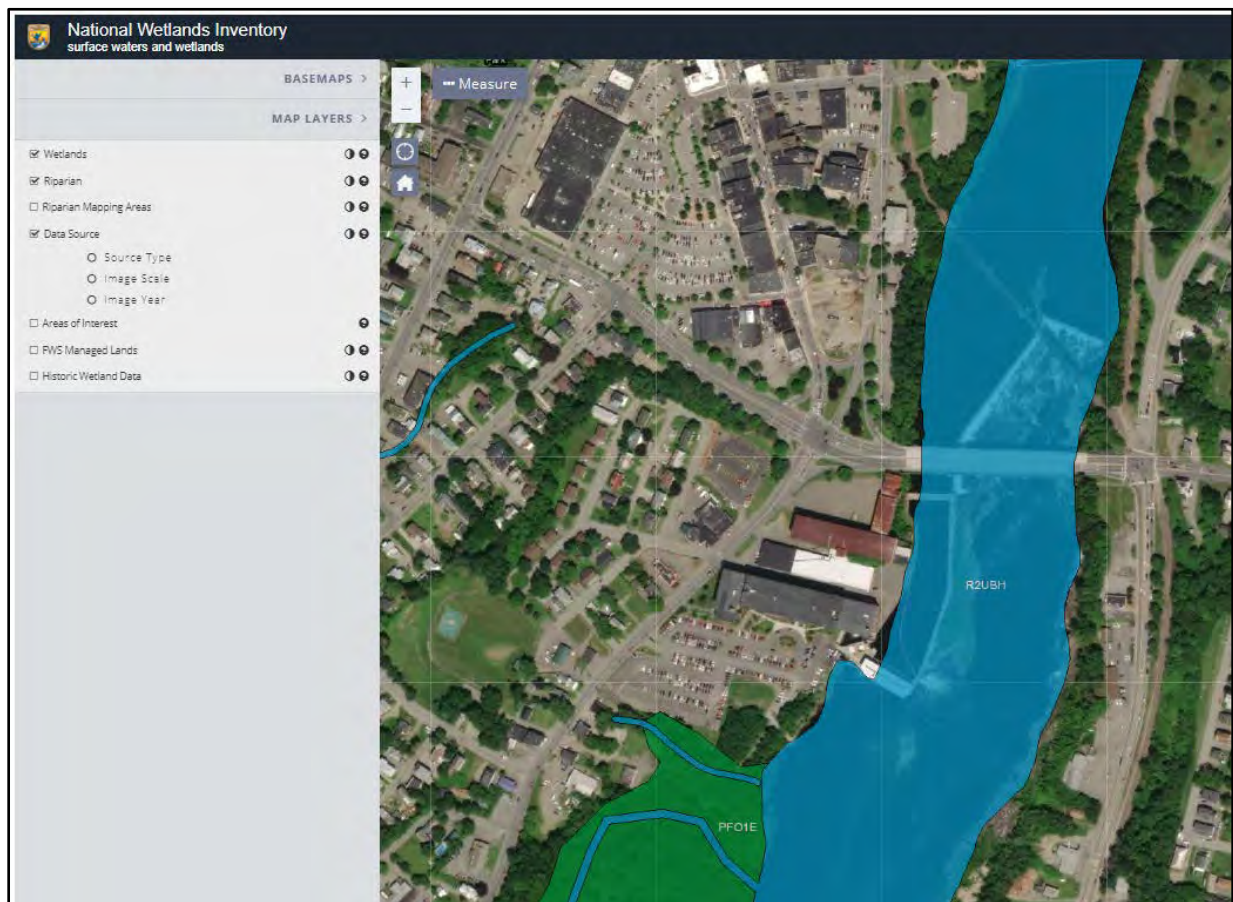 National Wetlands Inventory
surface waters and wetlands
BASEMAPS >
MAP LAYERS >
Wetlands
Riparian
Riparian Mapping Areas
Data Source
Source Type
Image Scale
Image Year
Areas of Interest
FWS Managed Lands
Historic Wetland Data
+
−
Measure
Park
R2UBH
PFO1E